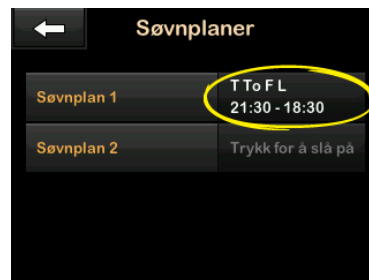 Søvnplaner
Søvnplan 1
T To F L
21:30 - 18:30
Søvnplan 2
Trykk for å slå på